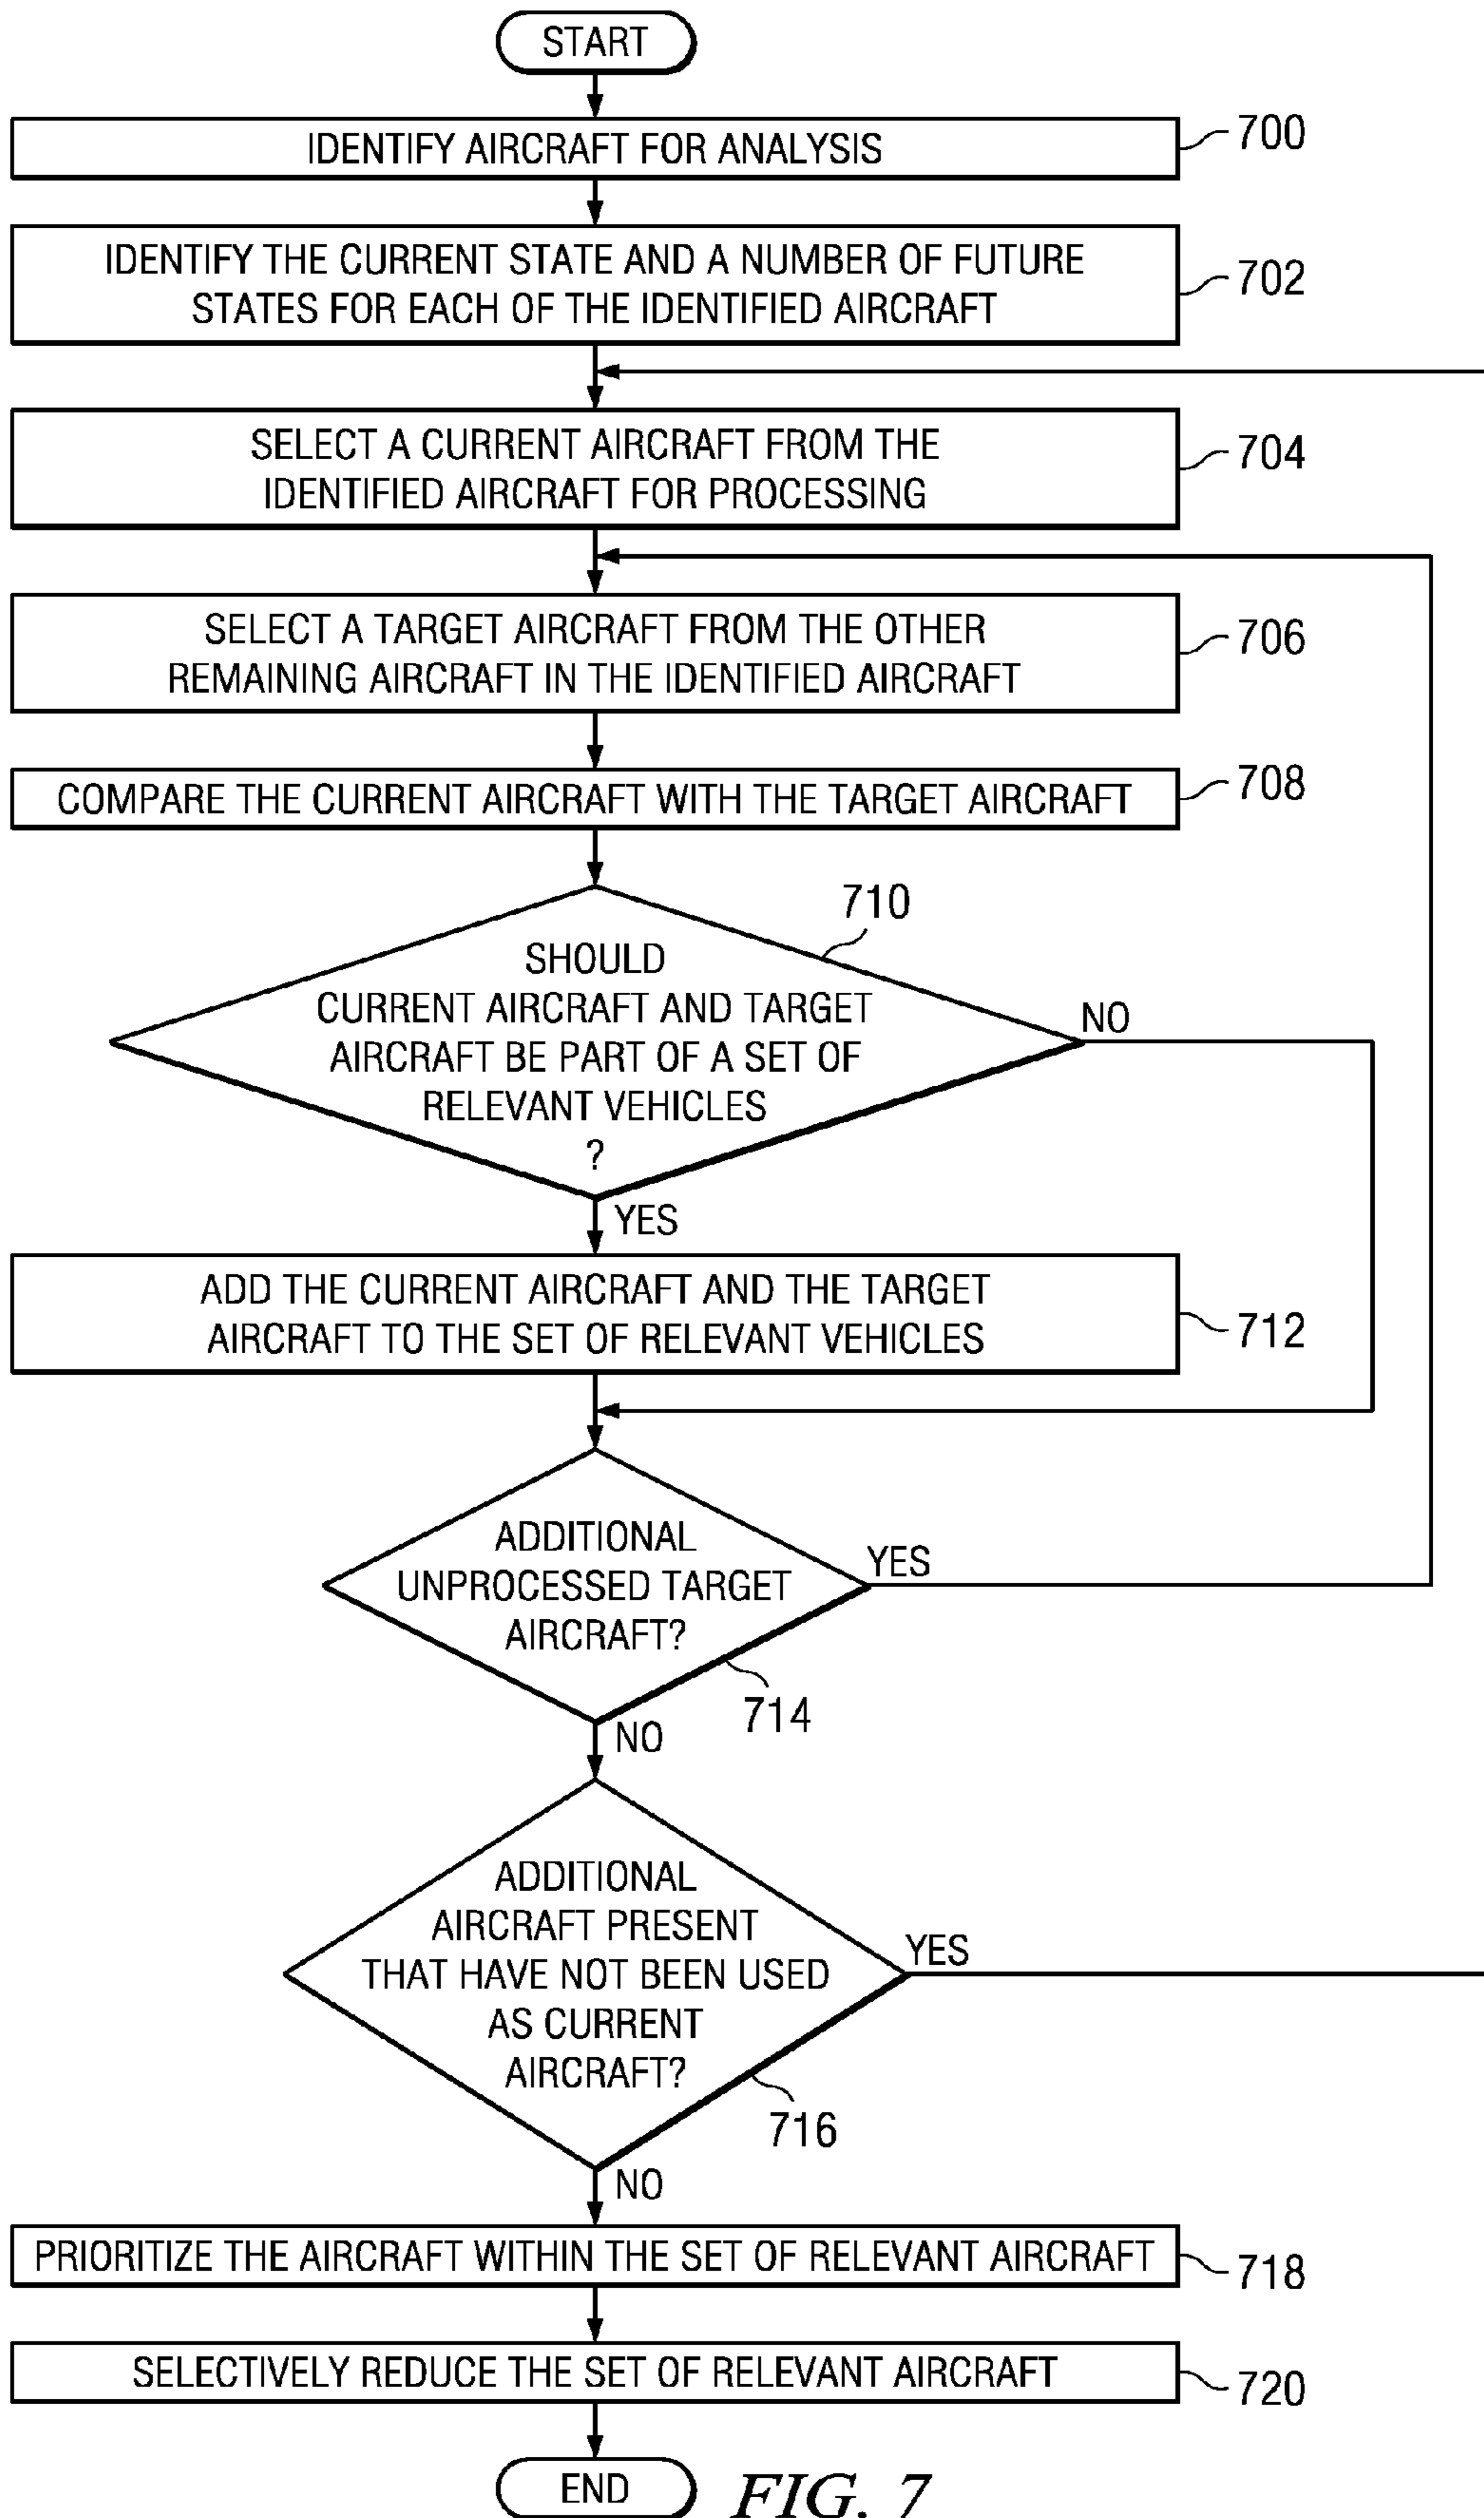 START
IDENTIFY AIRCRAFT FOR ANALYSIS
700
IDENTIFY THE CURRENT STATE AND A NUMBER OF FUTURE
STATES FOR EACH OF THE IDENTIFIED AIRCRAFT
702
SELECT A CURRENT AIRCRAFT FROM THE
IDENTIFIED AIRCRAFT FOR PROCESSING
704
SELECT A TARGET AIRCRAFT FROM THE OTHER
REMAINING AIRCRAFT IN THE IDENTIFIED AIRCRAFT
706
COMPARE THE CURRENT AIRCRAFT WITH THE TARGET AIRCRAFT
708
710
SHOULD
CURRENT AIRCRAFT AND TARGET
AIRCRAFT BE PART OF A SET OF
RELEVANT VEHICLES
?
NO
YES
ADD THE CURRENT AIRCRAFT AND THE TARGET
AIRCRAFT TO THE SET OF RELEVANT VEHICLES
712
ADDITIONAL
UNPROCESSED TARGET
AIRCRAFT?
YES
714
NO
ADDITIONAL
AIRCRAFT PRESENT
THAT HAVE NOT BEEN USED
AS CURRENT
AIRCRAFT?
YES
716
NO
PRIORITIZE THE AIRCRAFT WITHIN THE SET OF RELEVANT AIRCRAFT
718
SELECTIVELY REDUCE THE SET OF RELEVANT AIRCRAFT
720
END
FIG. 7